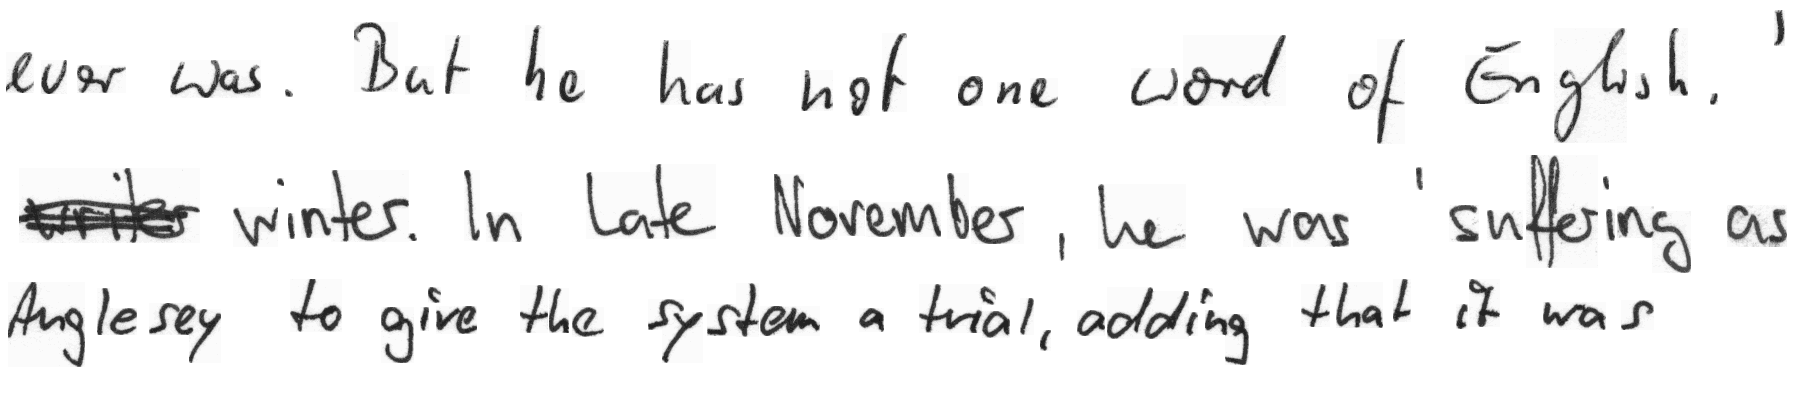 ever was. But he has not one word of English.'
winter. In late November, he was 'suffering as
Anglesey to give the system a trial, adding that it was